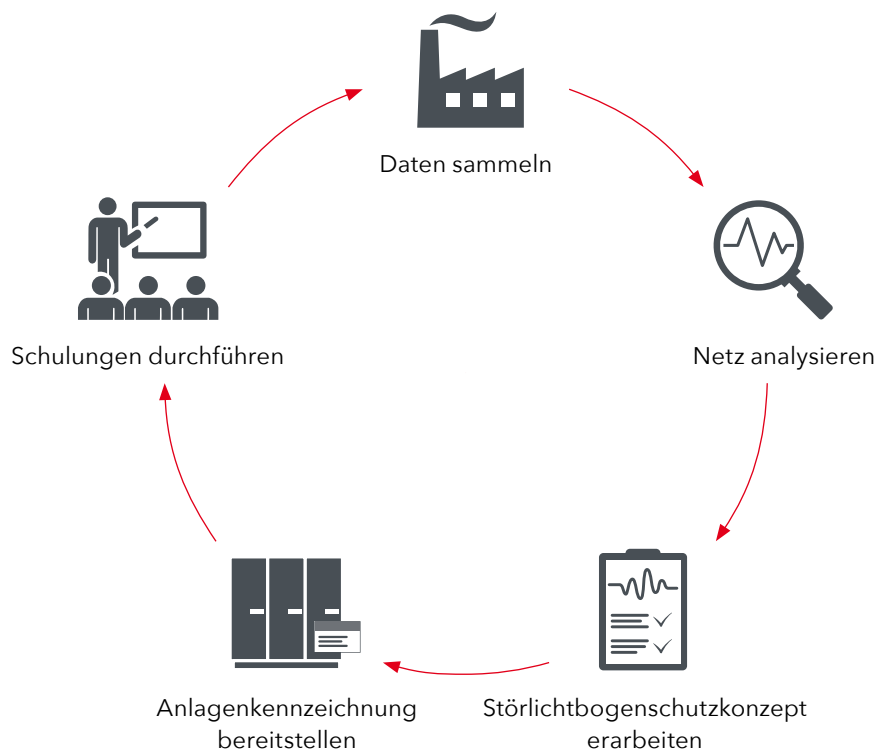 Daten sammeln
Netz analysieren
Störlichtbogenschutzkonzept
erarbeiten
Anlagenkennzeichnung
bereitstellen
Schulungen durchführen